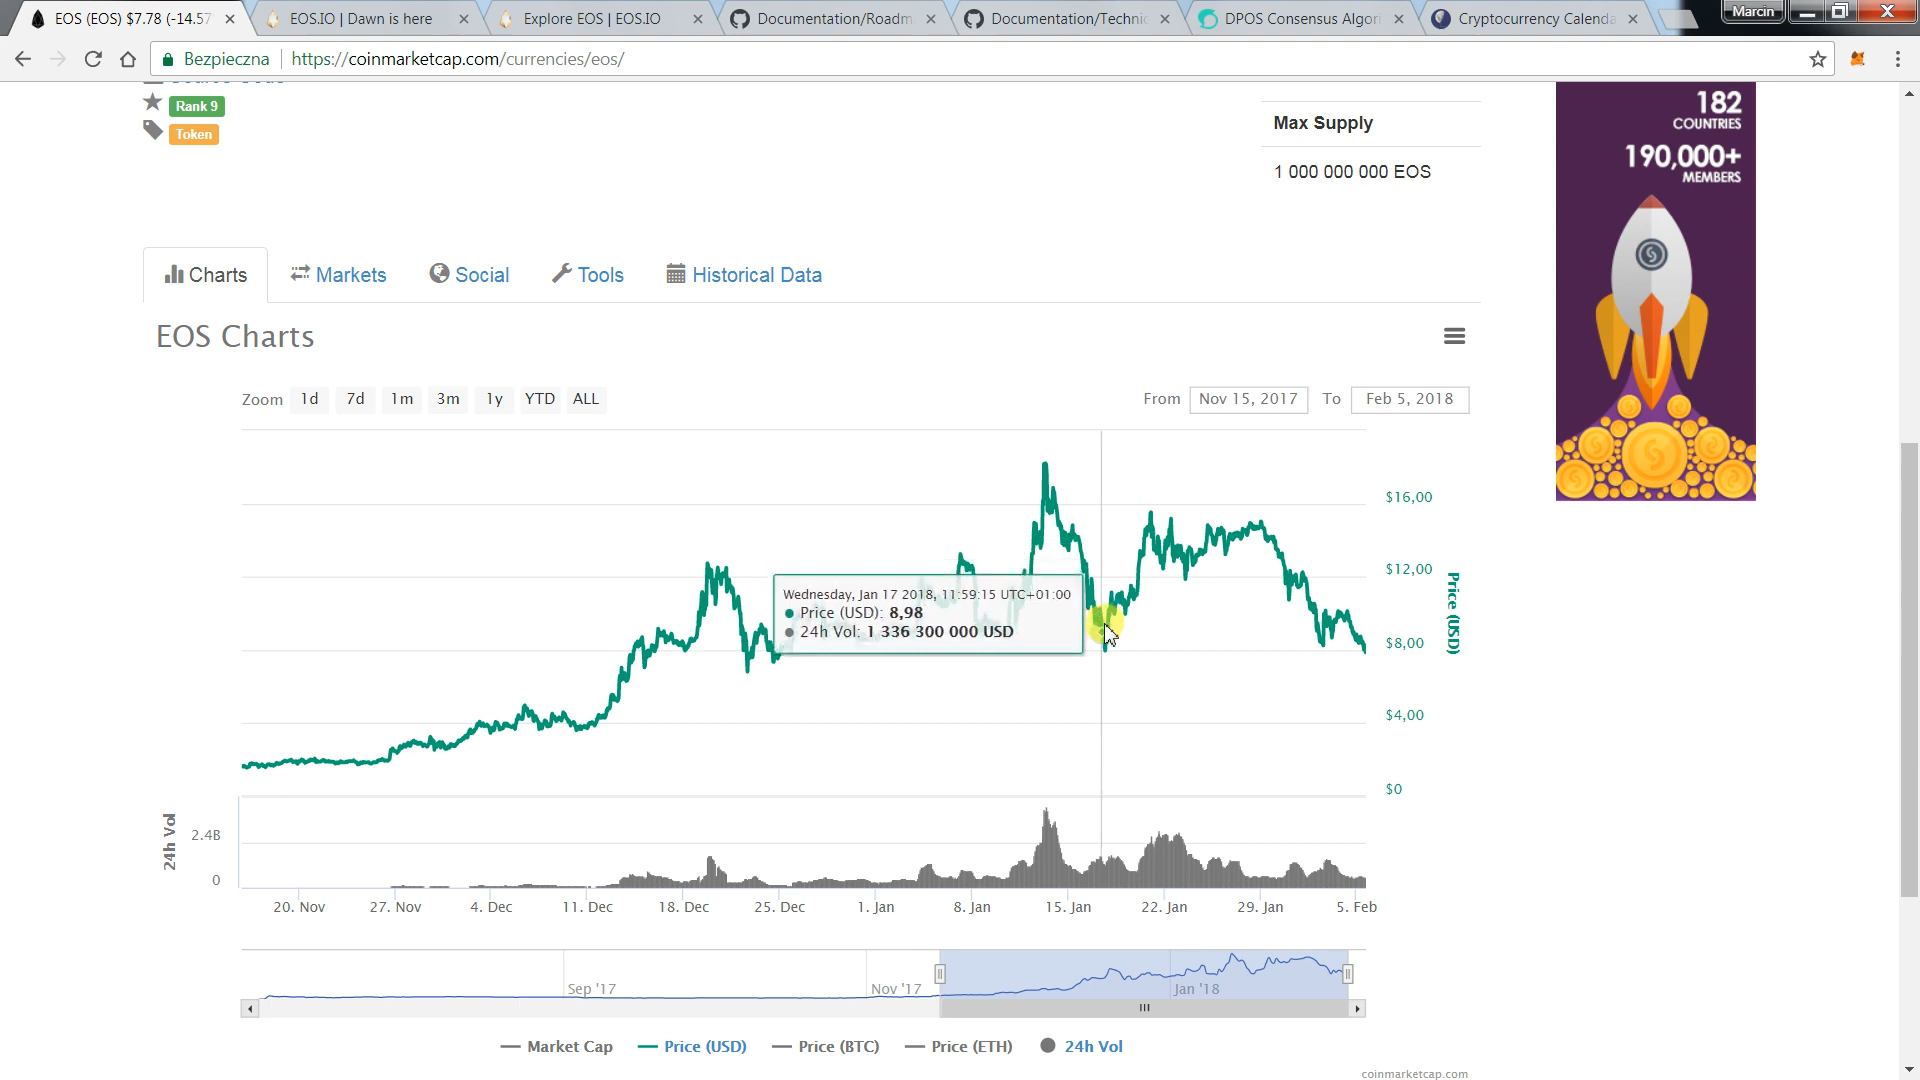 EOS (EOS) $7.78 (-14.57
EOS.IO | Dawn is here
Explore EOS | EOS.IO
Documentation/Roadm
Documentation/Technic
DPOS Consensus Algori
Cryptocurrency Calenda
Marcin
Bezpieczna
https://coinmarketcap.com/currencies/eos/
Rank 9
Token
Max Supply
1 000 000 000 EOS
182
COUNTRIES
190,000+
MEMBERS
Charts
Markets
Social
Tools
Historical Data
EOS Charts
Zoom 1d 7d 1m 3m 1y YTD ALL
From Nov 15, 2017 To Feb 5, 2018
$16,00
$12,00
$8,00
$4,00
$0
Price (USD)
Wednesday, Jan 17 2018, 11:59:15 UTC+01:00
Price (USD): 8,98
24h Vol: 1 336 300 000 USD
24h Vol
2.4B
0
20. Nov 27. Nov 4. Dec 11. Dec 18. Dec 25. Dec 1. Jan 8. Jan 15. Jan 22. Jan 29. Jan 5. Feb
Sep '17 Nov '17 Jan '18
Market Cap Price (USD) Price (BTC) Price (ETH) 24h Vol
coinmarketcap.com